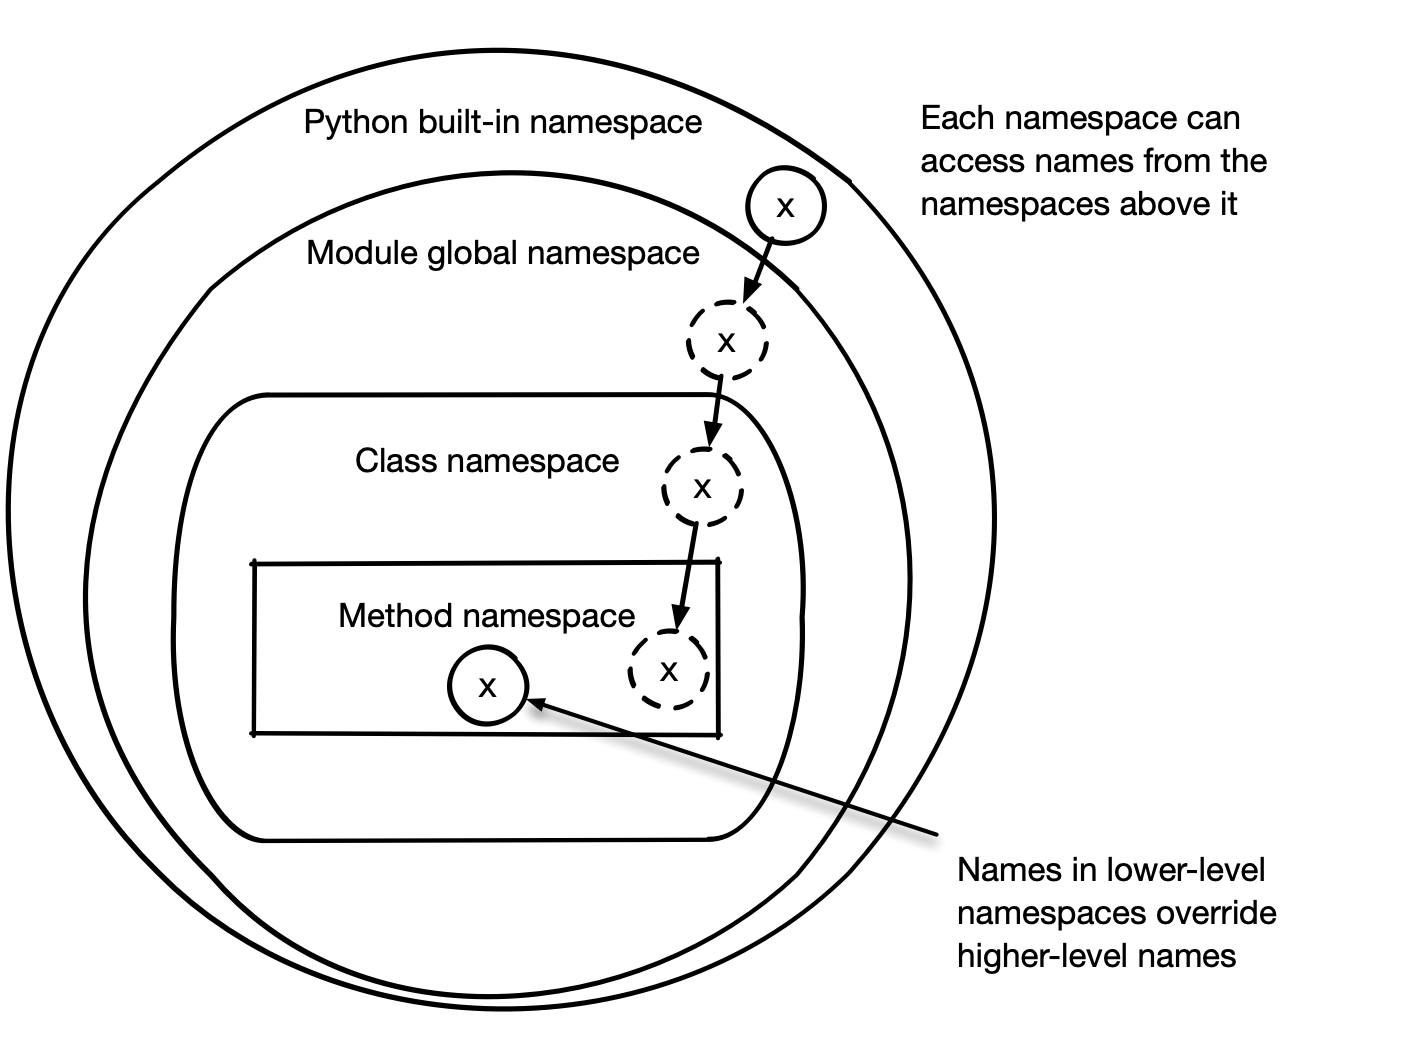 Python built-in namespace
Each namespace can
access names from the
namespaces above it
x
Module global namespace
x
Class namespace
x
Method namespace
x
x
Names in lower-level
namespaces override
higher-level names